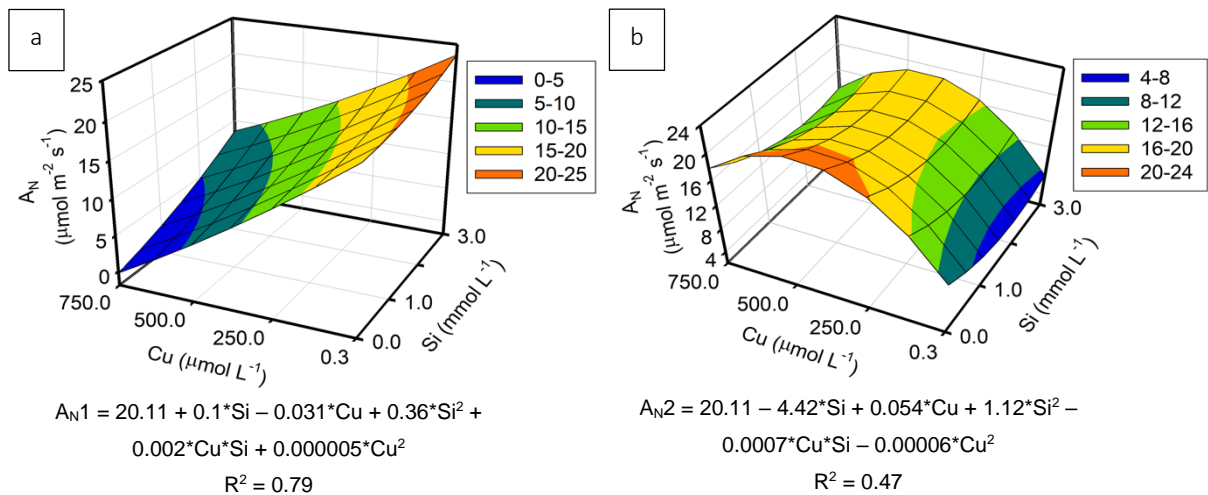 a
A_N
(μmol m⁻² s⁻¹)
25
20
15
10
5
0
750.0
500.0
250.0
0.3
Cu (μmol L⁻¹)
0.0
1.0
3.0
Si (mmol L⁻¹)
0-5
5-10
10-15
15-20
20-25
A_N1 = 20.11 + 0.1*Si – 0.031*Cu + 0.36*Si² +
0.002*Cu*Si + 0.000005*Cu²
R² = 0.79
b
A_N
(μmol m⁻² s⁻¹)
24
20
16
12
8
4
750.0
500.0
250.0
0.3
Cu (μmol L⁻¹)
0.0
1.0
3.0
Si (mmol L⁻¹)
4-8
8-12
12-16
16-20
20-24
A_N2 = 20.11 – 4.42*Si + 0.054*Cu + 1.12*Si² –
0.0007*Cu*Si – 0.00006*Cu²
R² = 0.47